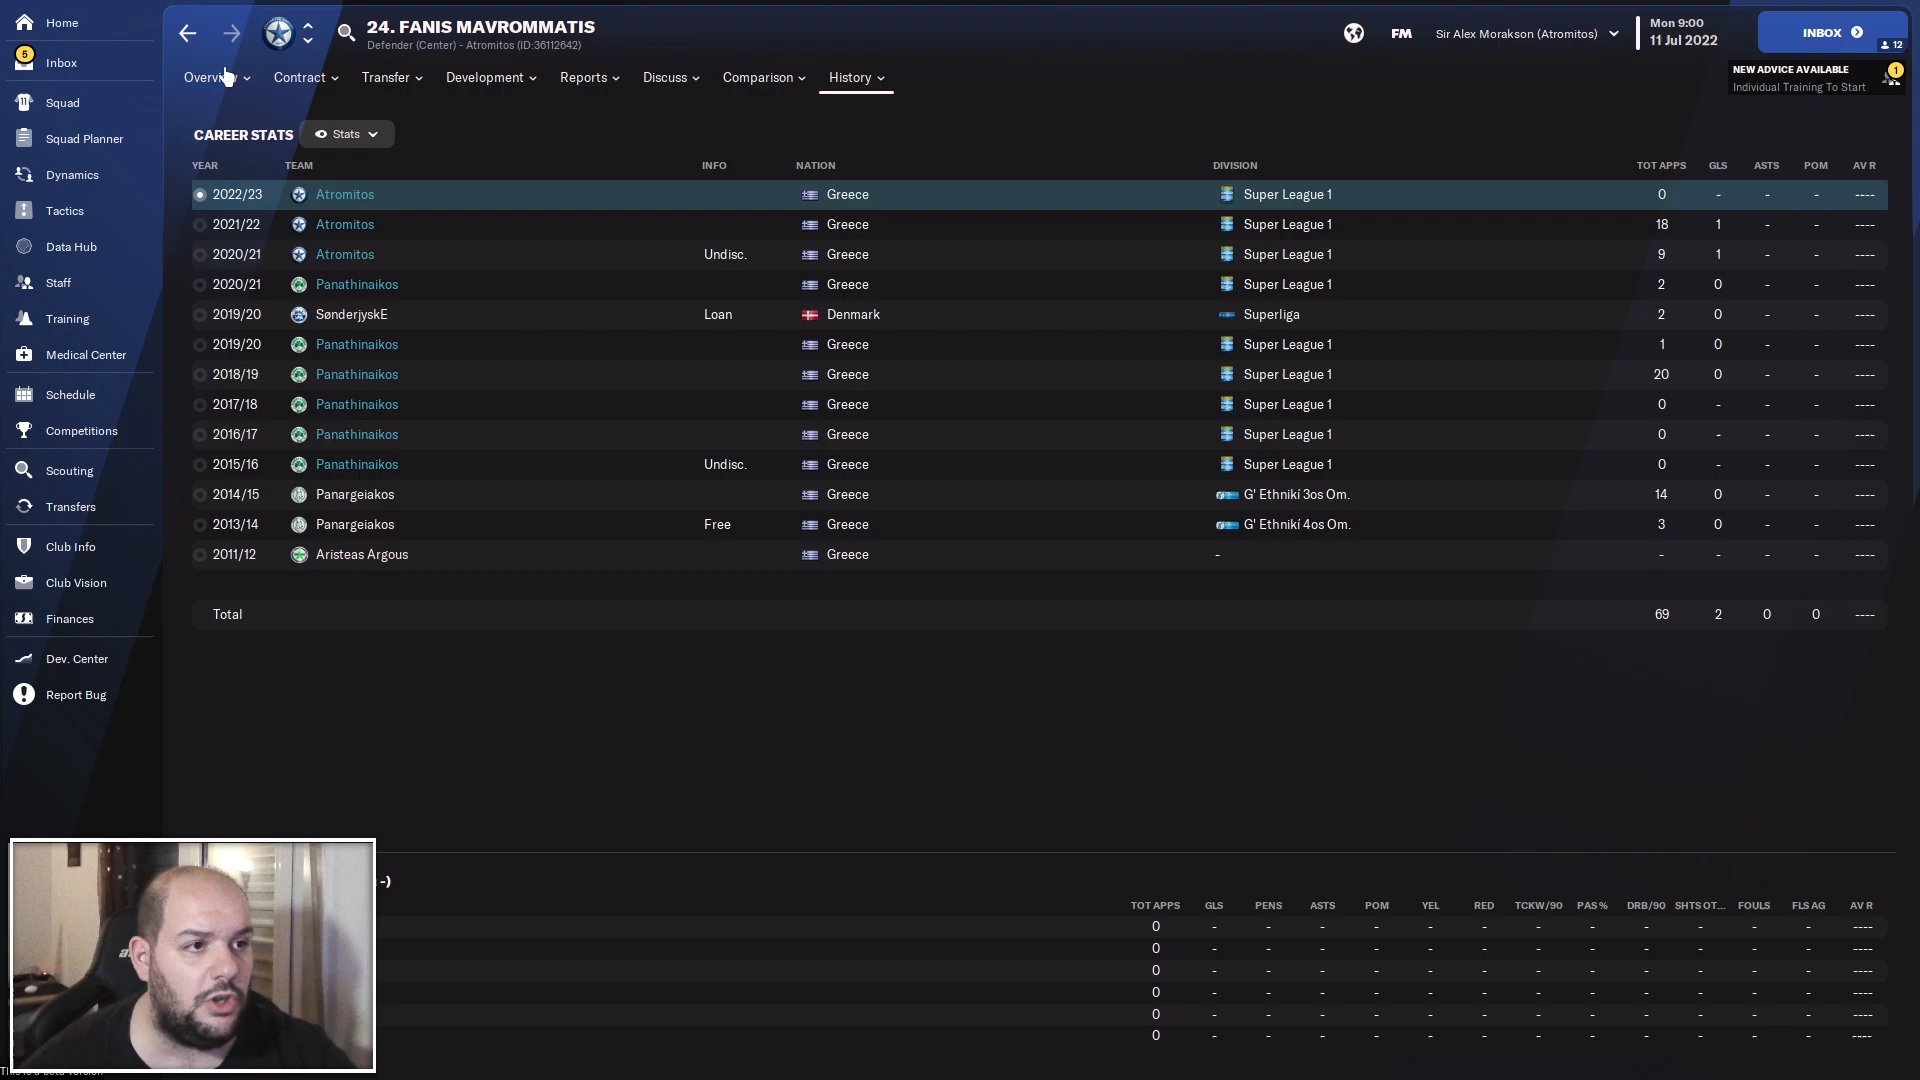 Home
24. FANIS MAVROMMATIS
Defender (Center) - Atromitos (ID:36112642)
FM
Sir Alex Morakson (Atromitos)
Mon 9:00
11 Jul 2022
INBOX
12
5
Inbox
Overview
Contract
Transfer
Development
Reports
Discuss
Comparison
History
NEW ADVICE AVAILABLE
Individual Training To Start
1
Squad
Squad Planner
Dynamics
Tactics
Data Hub
Staff
Training
Medical Center
Schedule
Competitions
Scouting
Transfers
Club Info
Club Vision
Finances
Dev. Center
Report Bug
CAREER STATS Stats
YEAR TEAM INFO NATION DIVISION TOT APPS GLS ASTS POM AV R
2022/23 Atromitos Greece Super League 1 0 - - - ----
2021/22 Atromitos Greece Super League 1 18 1 - - ----
2020/21 Atromitos Undisc. Greece Super League 1 9 1 - - ----
2020/21 Panathinaikos Greece Super League 1 2 0 - - ----
2019/20 SønderjyskE Loan Denmark Superliga 2 0 - - ----
2019/20 Panathinaikos Greece Super League 1 1 0 - - ----
2018/19 Panathinaikos Greece Super League 1 20 0 - - ----
2017/18 Panathinaikos Greece Super League 1 0 - - - ----
2016/17 Panathinaikos Greece Super League 1 0 - - - ----
2015/16 Panathinaikos Undisc. Greece Super League 1 0 - - - ----
2014/15 Panargeiakos Greece G' Ethnikí 3os Om. 14 0 - - ----
2013/14 Panargeiakos Free Greece G' Ethnikí 4os Om. 3 0 - - ----
2011/12 Aristeas Argous Greece - - - - - ----
Total 69 2 0 0 ----
-)
TOT APPS GLS PENS ASTS POM YEL RED TCKW/90 PAS % DRB/90 SHTS OT... FOULS FLS AG AV R
0 - - - - - - - - - - - - ----
0 - - - - - - - - - - - - ----
0 - - - - - - - - - - - - ----
0 - - - - - - - - - - - - ----
0 - - - - - - - - - - - - ----
0 - - - - - - - - - - - - ----